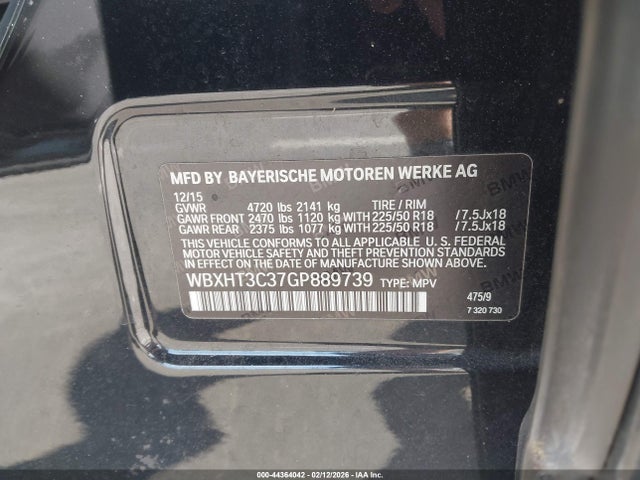 MFD BY BAYERISCHE MOTOREN WERKE AG
12/15
GVWR 4720 lbs 2141 kg TIRE / RIM
GAWR FRONT 2470 lbs 1120 kg WITH 225/50 R18 /7.5Jx18
GAWR REAR 2375 lbs 1077 kg WITH 225/50 R18 /7.5Jx18
THIS VEHICLE CONFORMS TO ALL APPLICABLE U. S. FEDERAL
MOTOR VEHICLE SAFETY, BUMPER AND THEFT PREVENTION
STANDARDS IN EFFECT ON THE DATE OF MANUFACTURE SHOWN ABOVE.
WBXHT3C37GP889739 TYPE: MPV
475/9
7 320 730
000-44364042 - 02/12/2026 - IAAI.COM